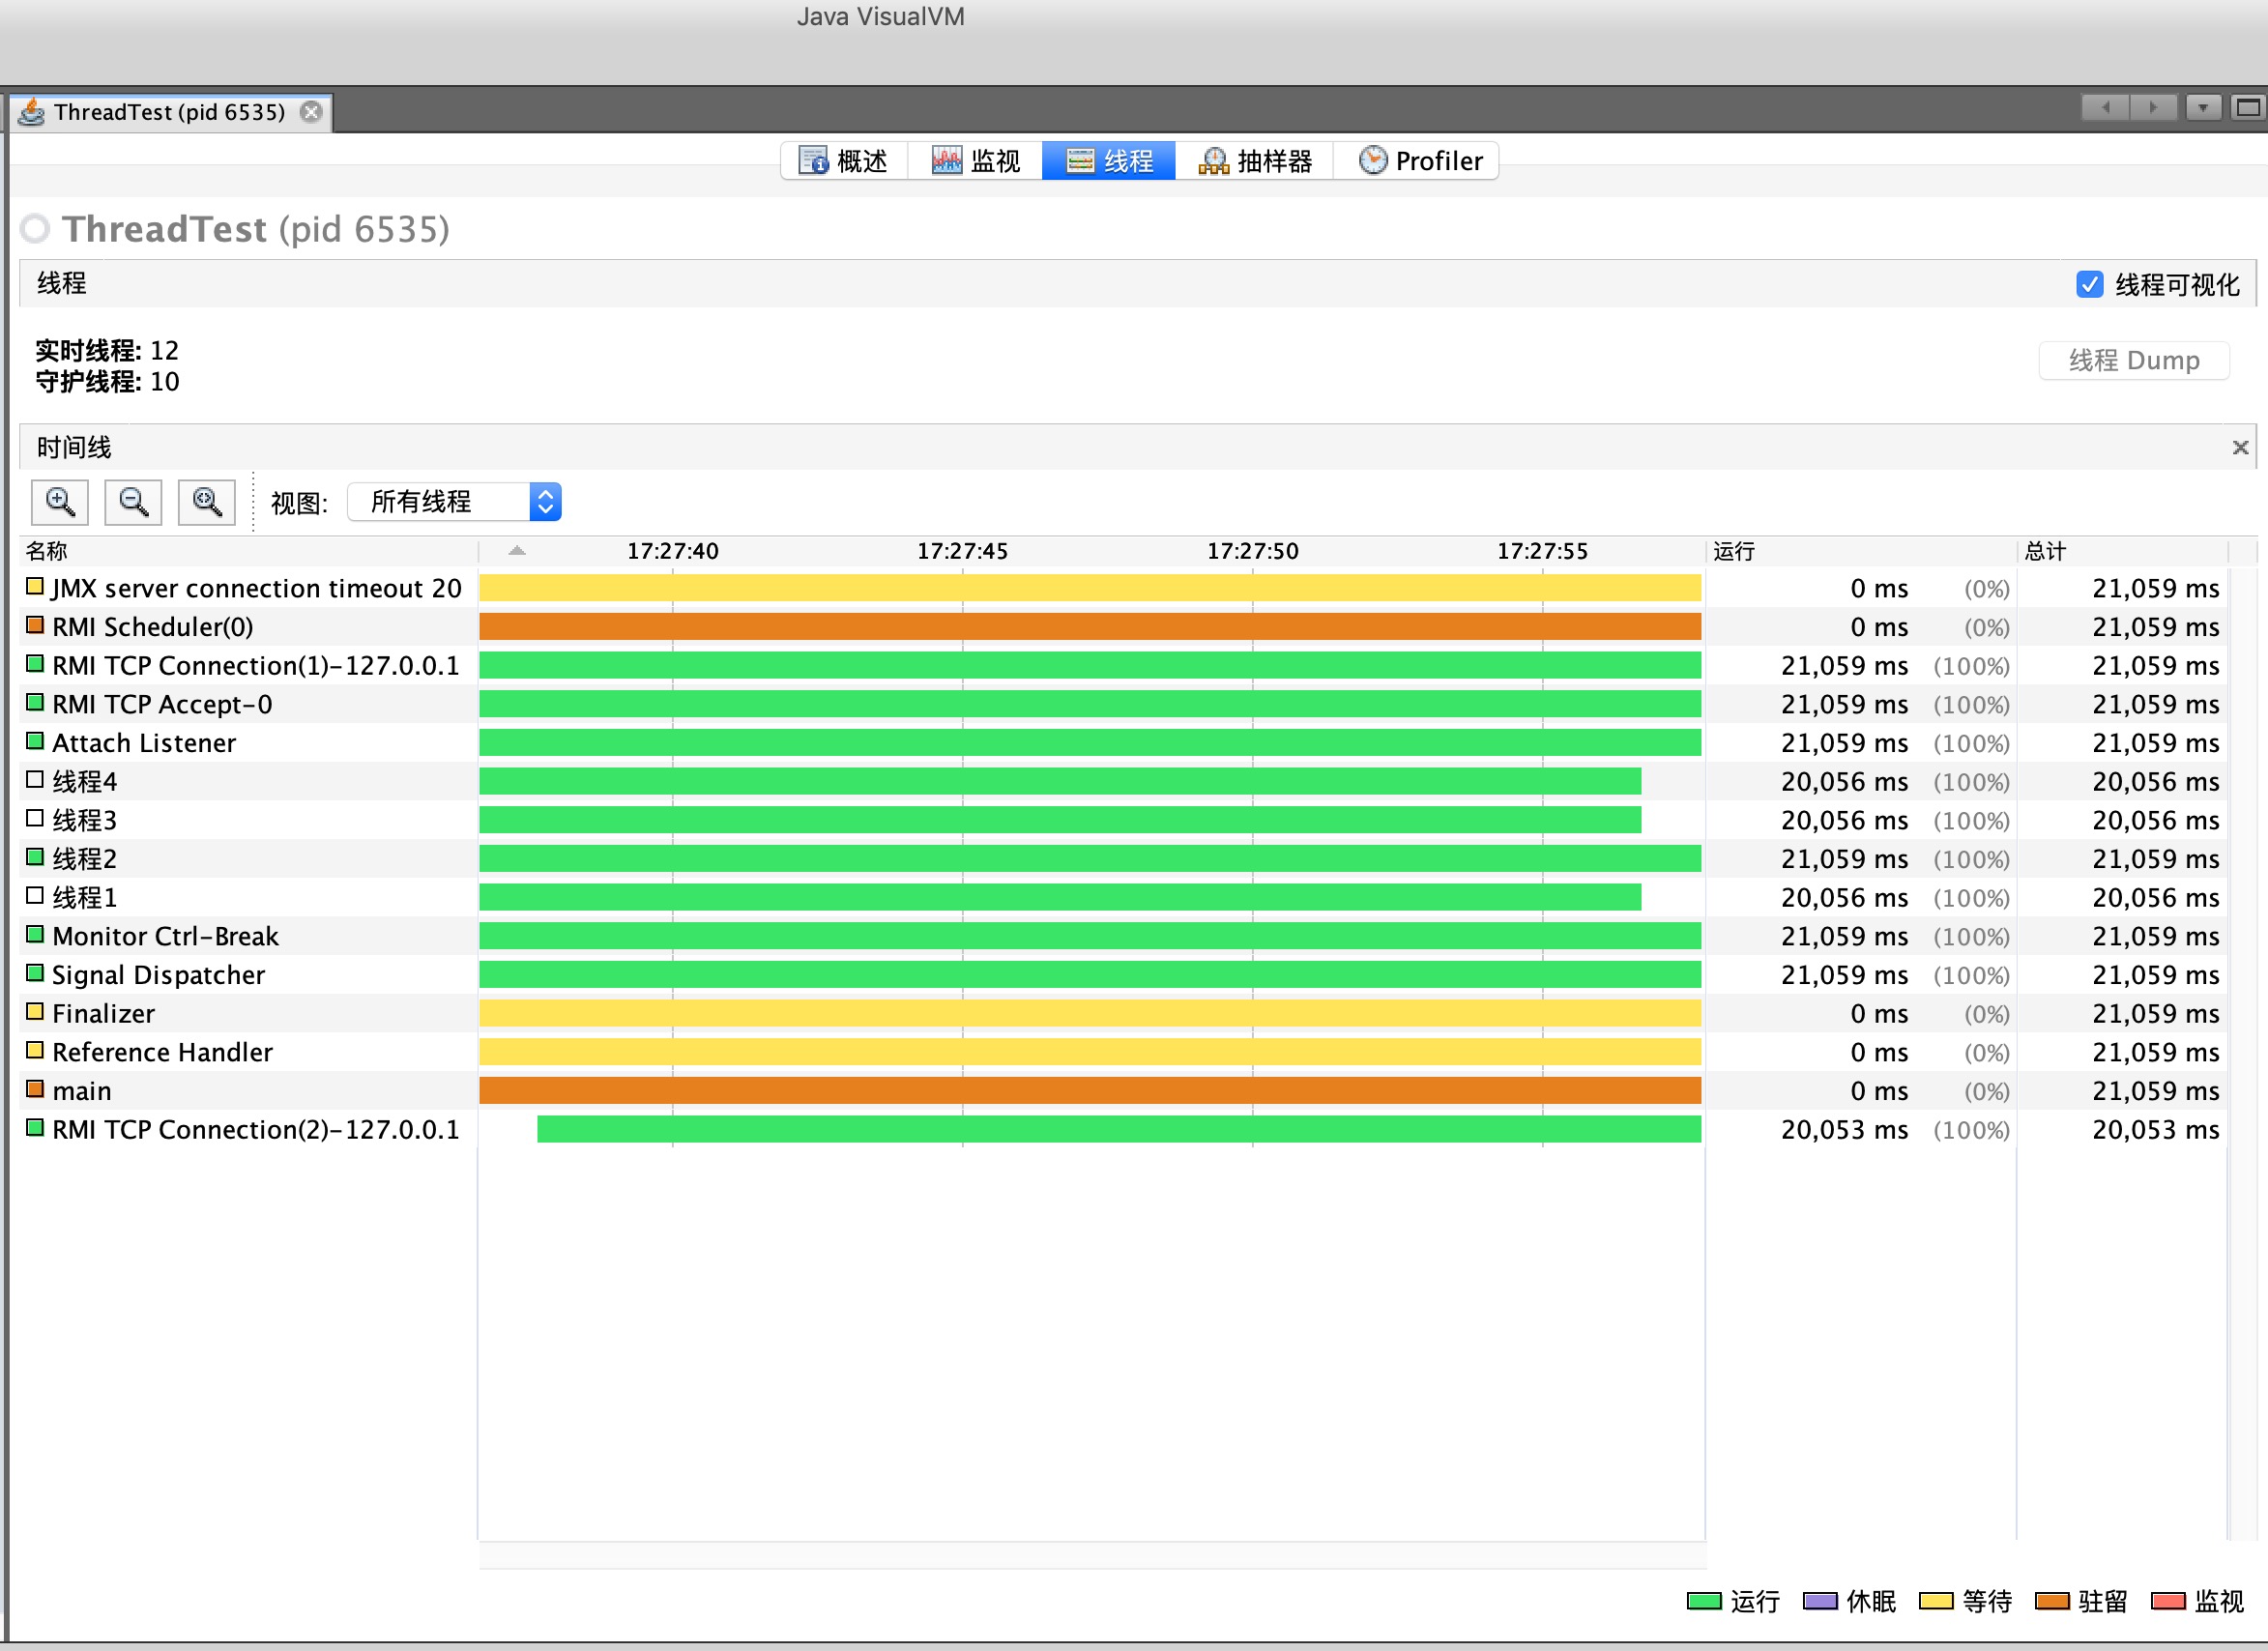 Java VisualVM
ThreadTest (pid 6535)
概述 监视 线程 抽样器 Profiler
ThreadTest (pid 6535)
线程 线程可视化
实时线程: 12
守护线程: 10
线程 Dump
时间线
视图: 所有线程
名称 17:27:40 17:27:45 17:27:50 17:27:55 运行 总计
JMX server connection timeout 20 0 ms (0%) 21,059 ms
RMI Scheduler(0) 0 ms (0%) 21,059 ms
RMI TCP Connection(1)-127.0.0.1 21,059 ms (100%) 21,059 ms
RMI TCP Accept-0 21,059 ms (100%) 21,059 ms
Attach Listener 21,059 ms (100%) 21,059 ms
线程4 20,056 ms (100%) 20,056 ms
线程3 20,056 ms (100%) 20,056 ms
线程2 21,059 ms (100%) 21,059 ms
线程1 20,056 ms (100%) 20,056 ms
Monitor Ctrl-Break 21,059 ms (100%) 21,059 ms
Signal Dispatcher 21,059 ms (100%) 21,059 ms
Finalizer 0 ms (0%) 21,059 ms
Reference Handler 0 ms (0%) 21,059 ms
main 0 ms (0%) 21,059 ms
RMI TCP Connection(2)-127.0.0.1 20,053 ms (100%) 20,053 ms
运行 休眠 等待 驻留 监视